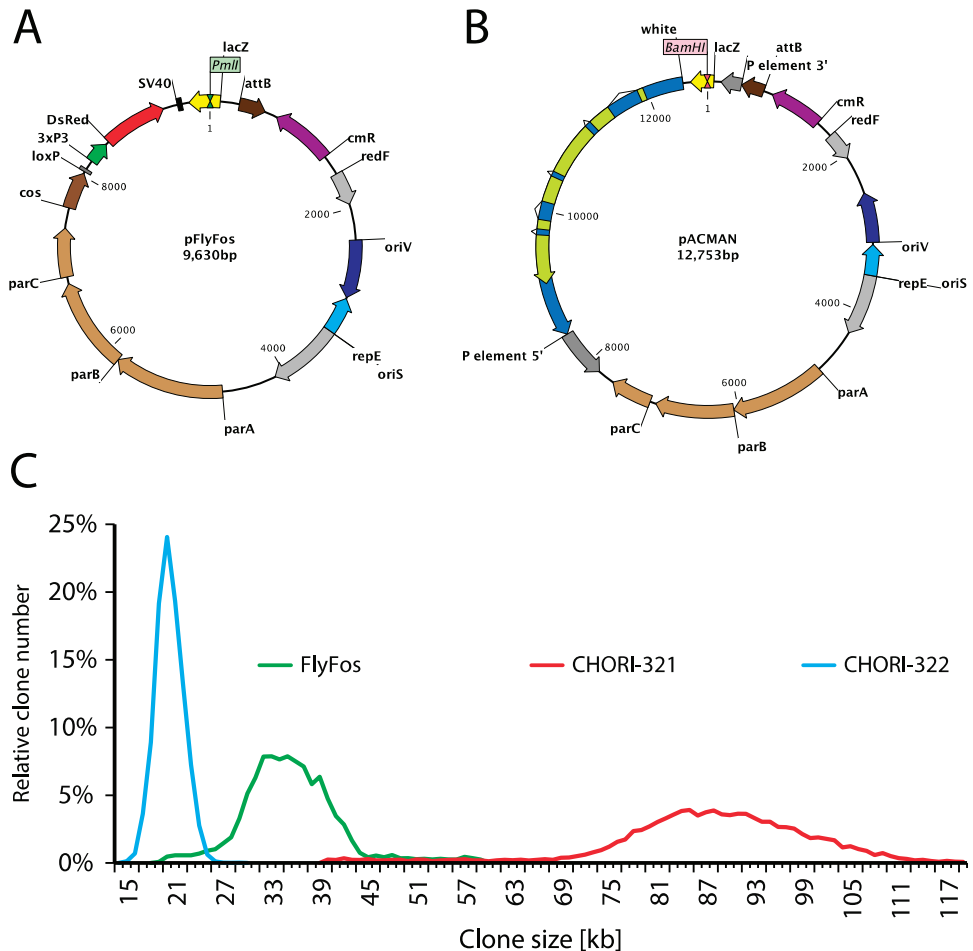 A
lacZ
PmlI
attB
SV40
DsRed
3xP3
loxP
cos
cmR
redF
1
2000
8000
pFlyFos
9,630bp
oriV
parC
6000
4000
repE
oriS
parB
parA
B
white
BamHI
lacZ
attB
P element 3'
cmR
redF
1
12000
2000
10000
pACMAN
12,753bp
oriV
repE oriS
4000
P element 5'
8000
6000
parA
parC
parB
C
25%
20%
15%
10%
5%
0%
Relative clone number
FlyFos
CHORI-321
CHORI-322
15 21 27 33 39 45 51 57 63 69 75 81 87 93 99 105 111 117
Clone size [kb]